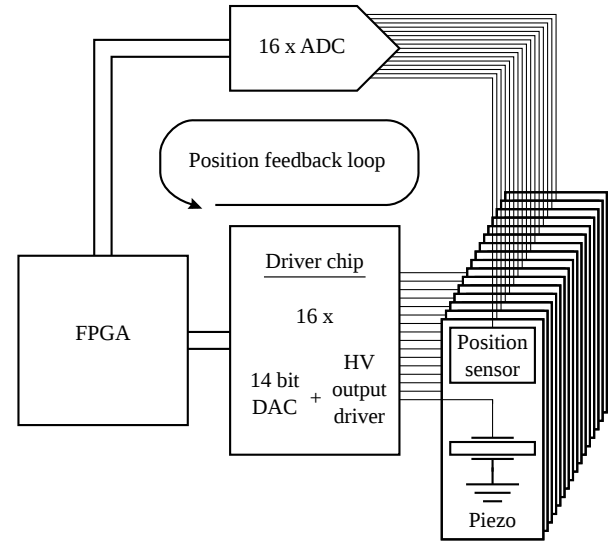 16 x ADC
Position feedback loop
Driver chip
16 x
FPGA
14 bit
DAC
+
HV
output
driver
Position
sensor
Piezo